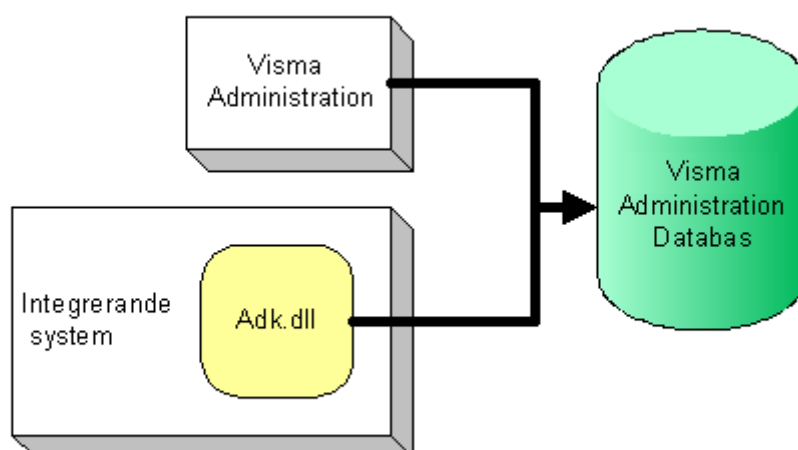 Visma
Administration
Visma
Administration
Databas
Integrerande
system
Adk.dll